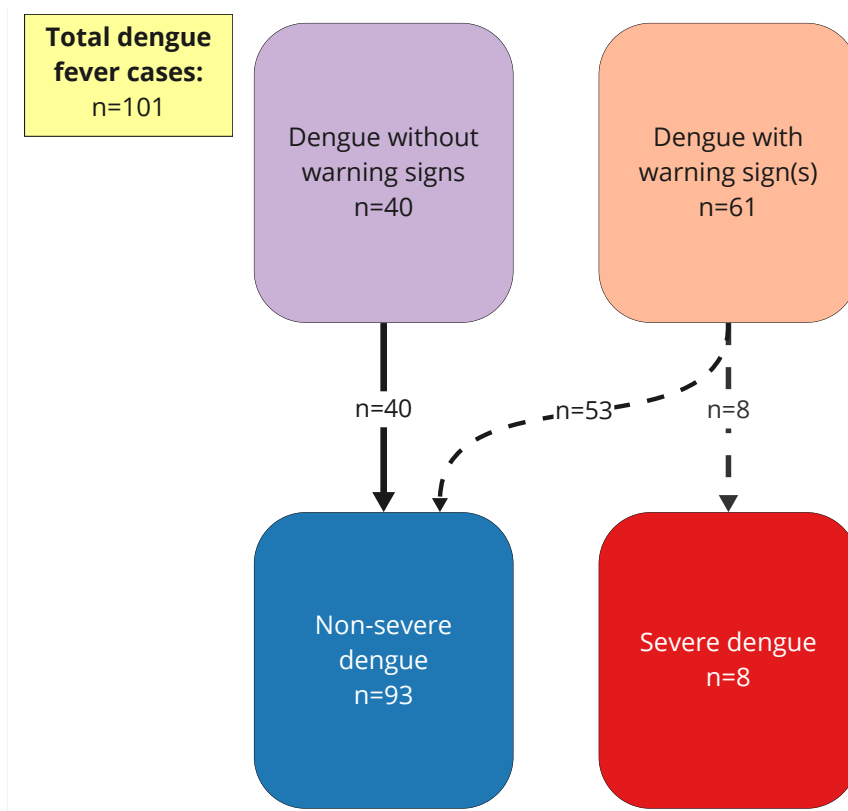 Total dengue
fever cases:
n=101
Dengue without
warning signs
n=40
Dengue with
warning sign(s)
n=61
n=40
n=53
n=8
Non-severe
dengue
n=93
Severe dengue
n=8